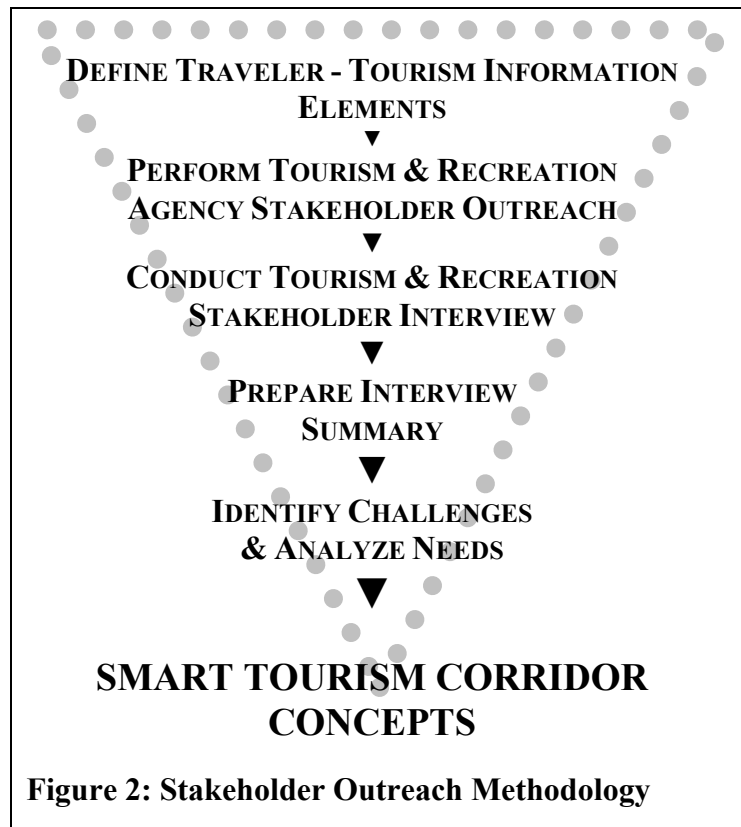 DEFINE TRAVELER - TOURISM INFORMATION
ELEMENTS
PERFORM TOURISM & RECREATION
AGENCY STAKEHOLDER OUTREACH
CONDUCT TOURISM & RECREATION
STAKEHOLDER INTERVIEW
PREPARE INTERVIEW
SUMMARY
IDENTIFY CHALLENGES
& ANALYZE NEEDS
SMART TOURISM CORRIDOR
CONCEPTS
Figure 2: Stakeholder Outreach Methodology